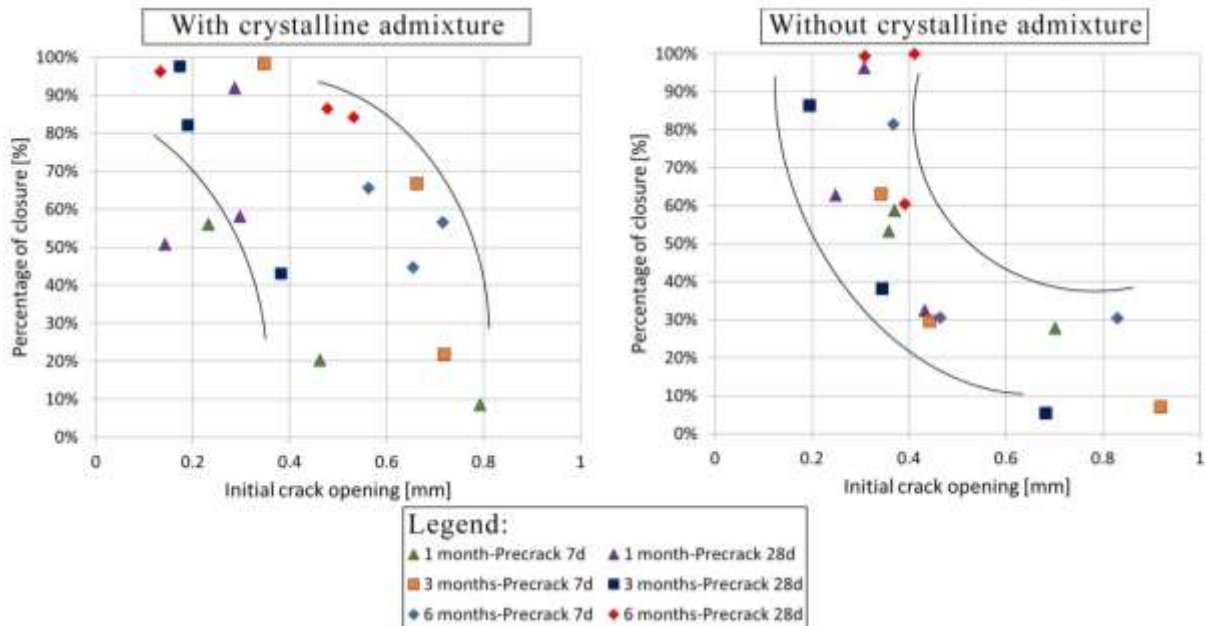 With crystalline admixture
100%
90%
80%
70%
60%
50%
40%
30%
20%
10%
0%
Percentage of closure [%]
0 0.2 0.4 0.6 0.8 1
Initial crack opening [mm]
Without crystalline admixture
100%
90%
80%
70%
60%
50%
40%
30%
20%
10%
0%
Percentage of closure [%]
0 0.2 0.4 0.6 0.8 1
Initial crack opening [mm]
Legend:
1 month-Precrack 7d 1 month-Precrack 28d
3 months-Precrack 7d 3 months-Precrack 28d
6 months-Precrack 7d 6 months-Precrack 28d